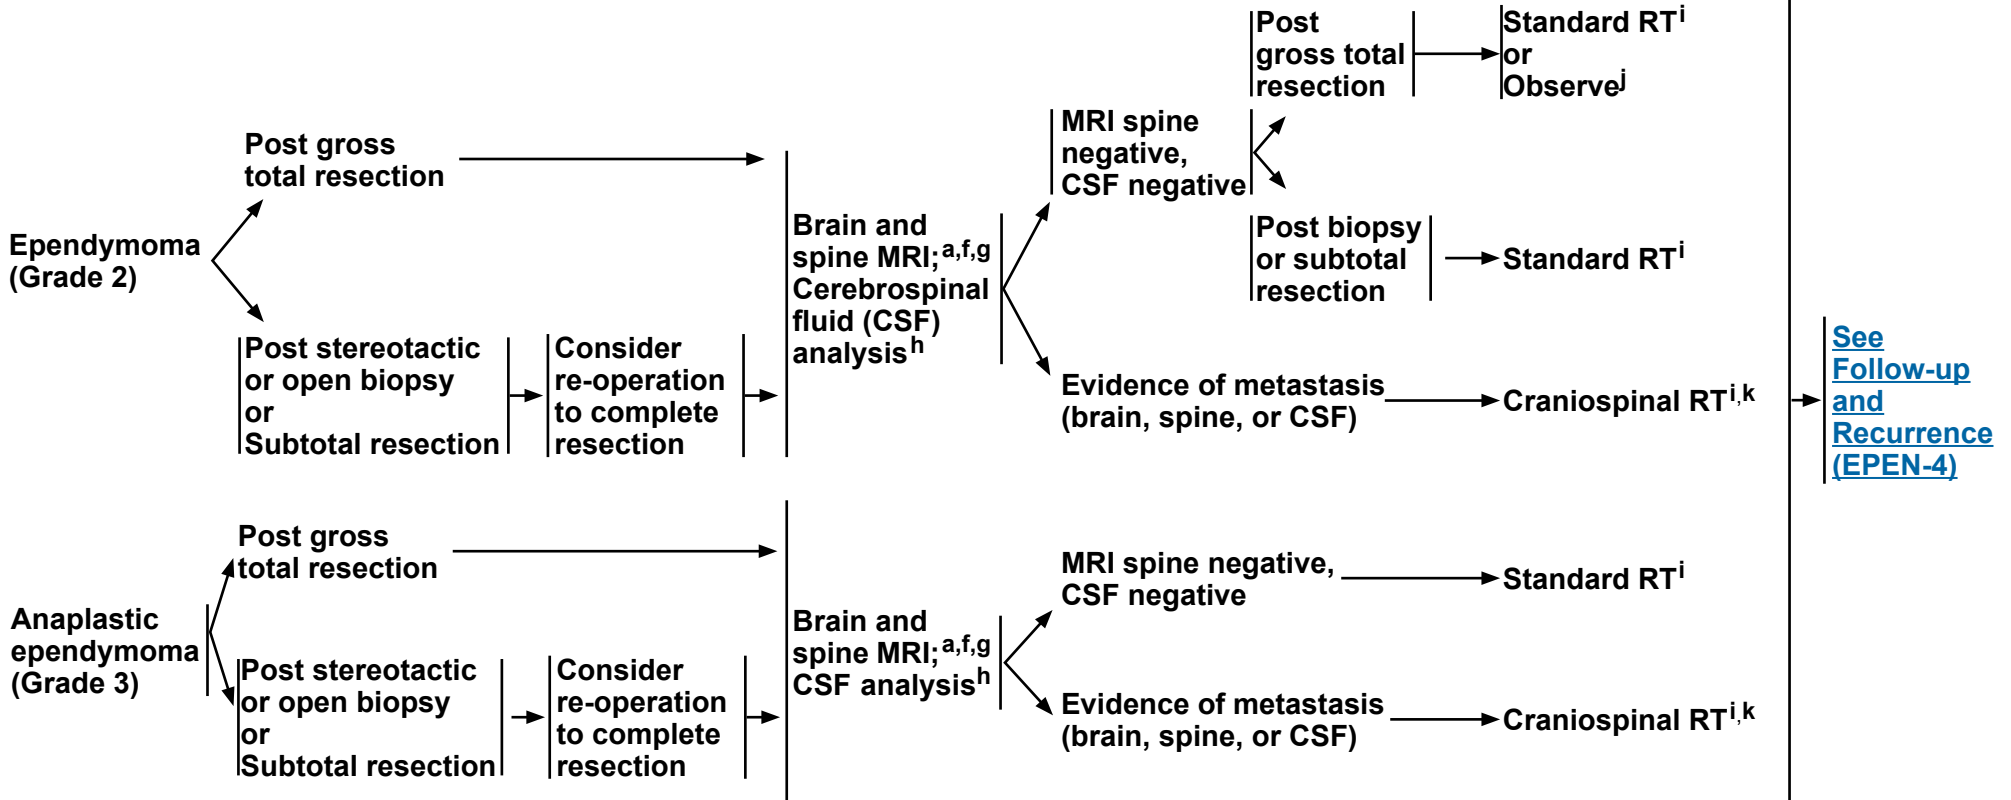 Ependymoma
(Grade 2)
Post gross
total resection
Post stereotactic
or open biopsy
or
Subtotal resection
Consider
re-operation
to complete
resection
Brain and
spine MRI;a,f,g
Cerebrospinal
fluid (CSF)
analysish
MRI spine
negative,
CSF negative
Post
gross total
resection
Standard RTi
or
Observej
Post biopsy
or subtotal
resection
Standard RTi
Evidence of metastasis
(brain, spine, or CSF)
Craniospinal RTi,k
Anaplastic
ependymoma
(Grade 3)
Post gross
total resection
Post stereotactic
or open biopsy
or
Subtotal resection
Consider
re-operation
to complete
resection
Brain and
spine MRI;a,f,g
CSF analysish
MRI spine negative,
CSF negative
Standard RTi
Evidence of metastasis
(brain, spine, or CSF)
Craniospinal RTi,k
See
Follow-up
and
Recurrence
(EPEN-4)